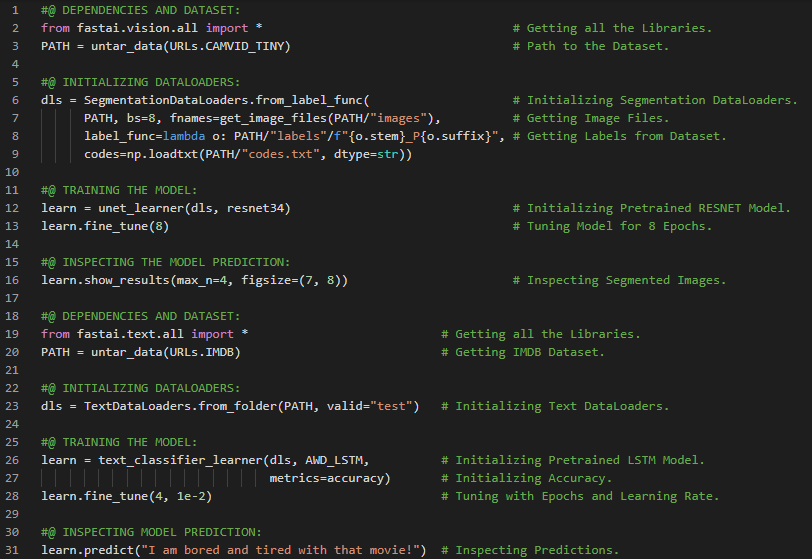 1 #@ DEPENDENCIES AND DATASET:
2 from fastai.vision.all import * # Getting all the Libraries.
3 PATH = untar_data(URLs.CAMVID_TINY) # Path to the Dataset.
4
5 #@ INITIALIZING DATALOADERS:
6 dls = SegmentationDataLoaders.from_label_func( # Initializing Segmentation DataLoaders.
7 PATH, bs=8, fnames=get_image_files(PATH/"images"), # Getting Image Files.
8 label_func=lambda o: PATH/"labels"/f"{o.stem}_P{o.suffix}", # Getting Labels from Dataset.
9 codes=np.loadtxt(PATH/"codes.txt", dtype=str))
10
11 #@ TRAINING THE MODEL:
12 learn = unet_learner(dls, resnet34) # Initializing Pretrained RESNET Model.
13 learn.fine_tune(8) # Tuning Model for 8 Epochs.
14
15 #@ INSPECTING THE MODEL PREDICTION:
16 learn.show_results(max_n=4, figsize=(7, 8)) # Inspecting Segmented Images.
17
18 #@ DEPENDENCIES AND DATASET:
19 from fastai.text.all import * # Getting all the Libraries.
20 PATH = untar_data(URLs.IMDB) # Getting IMDB Dataset.
21
22 #@ INITIALIZING DATALOADERS:
23 dls = TextDataLoaders.from_folder(PATH, valid="test") # Initializing Text DataLoaders.
24
25 #@ TRAINING THE MODEL:
26 learn = text_classifier_learner(dls, AWD_LSTM, # Initializing Pretrained LSTM Model.
27 metrics=accuracy) # Initializing Accuracy.
28 learn.fine_tune(4, 1e-2) # Tuning with Epochs and Learning Rate.
29
30 #@ INSPECTING MODEL PREDICTION:
31 learn.predict("I am bored and tired with that movie!") # Inspecting Predictions.